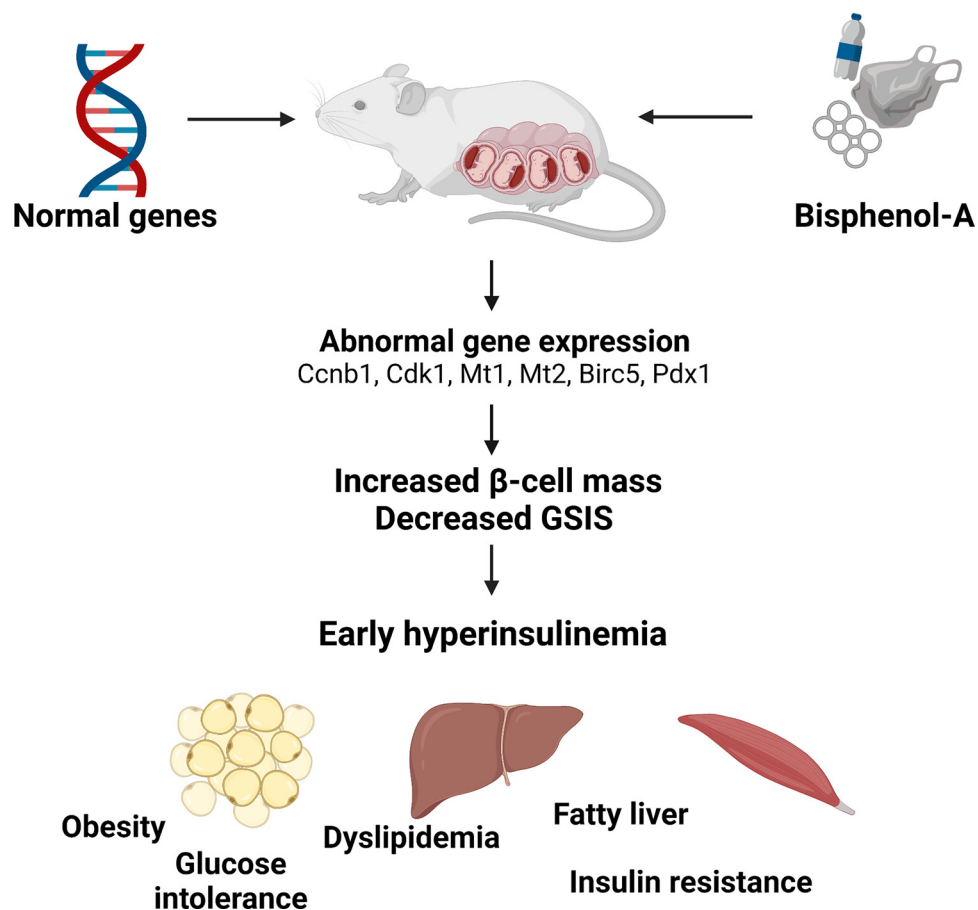 Normal genes
Bisphenol-A
Abnormal gene expression
Ccnb1, Cdk1, Mt1, Mt2, Birc5, Pdx1
Increased β-cell mass
Decreased GSIS
Early hyperinsulinemia
Obesity
Glucose
intolerance
Dyslipidemia
Fatty liver
Insulin resistance